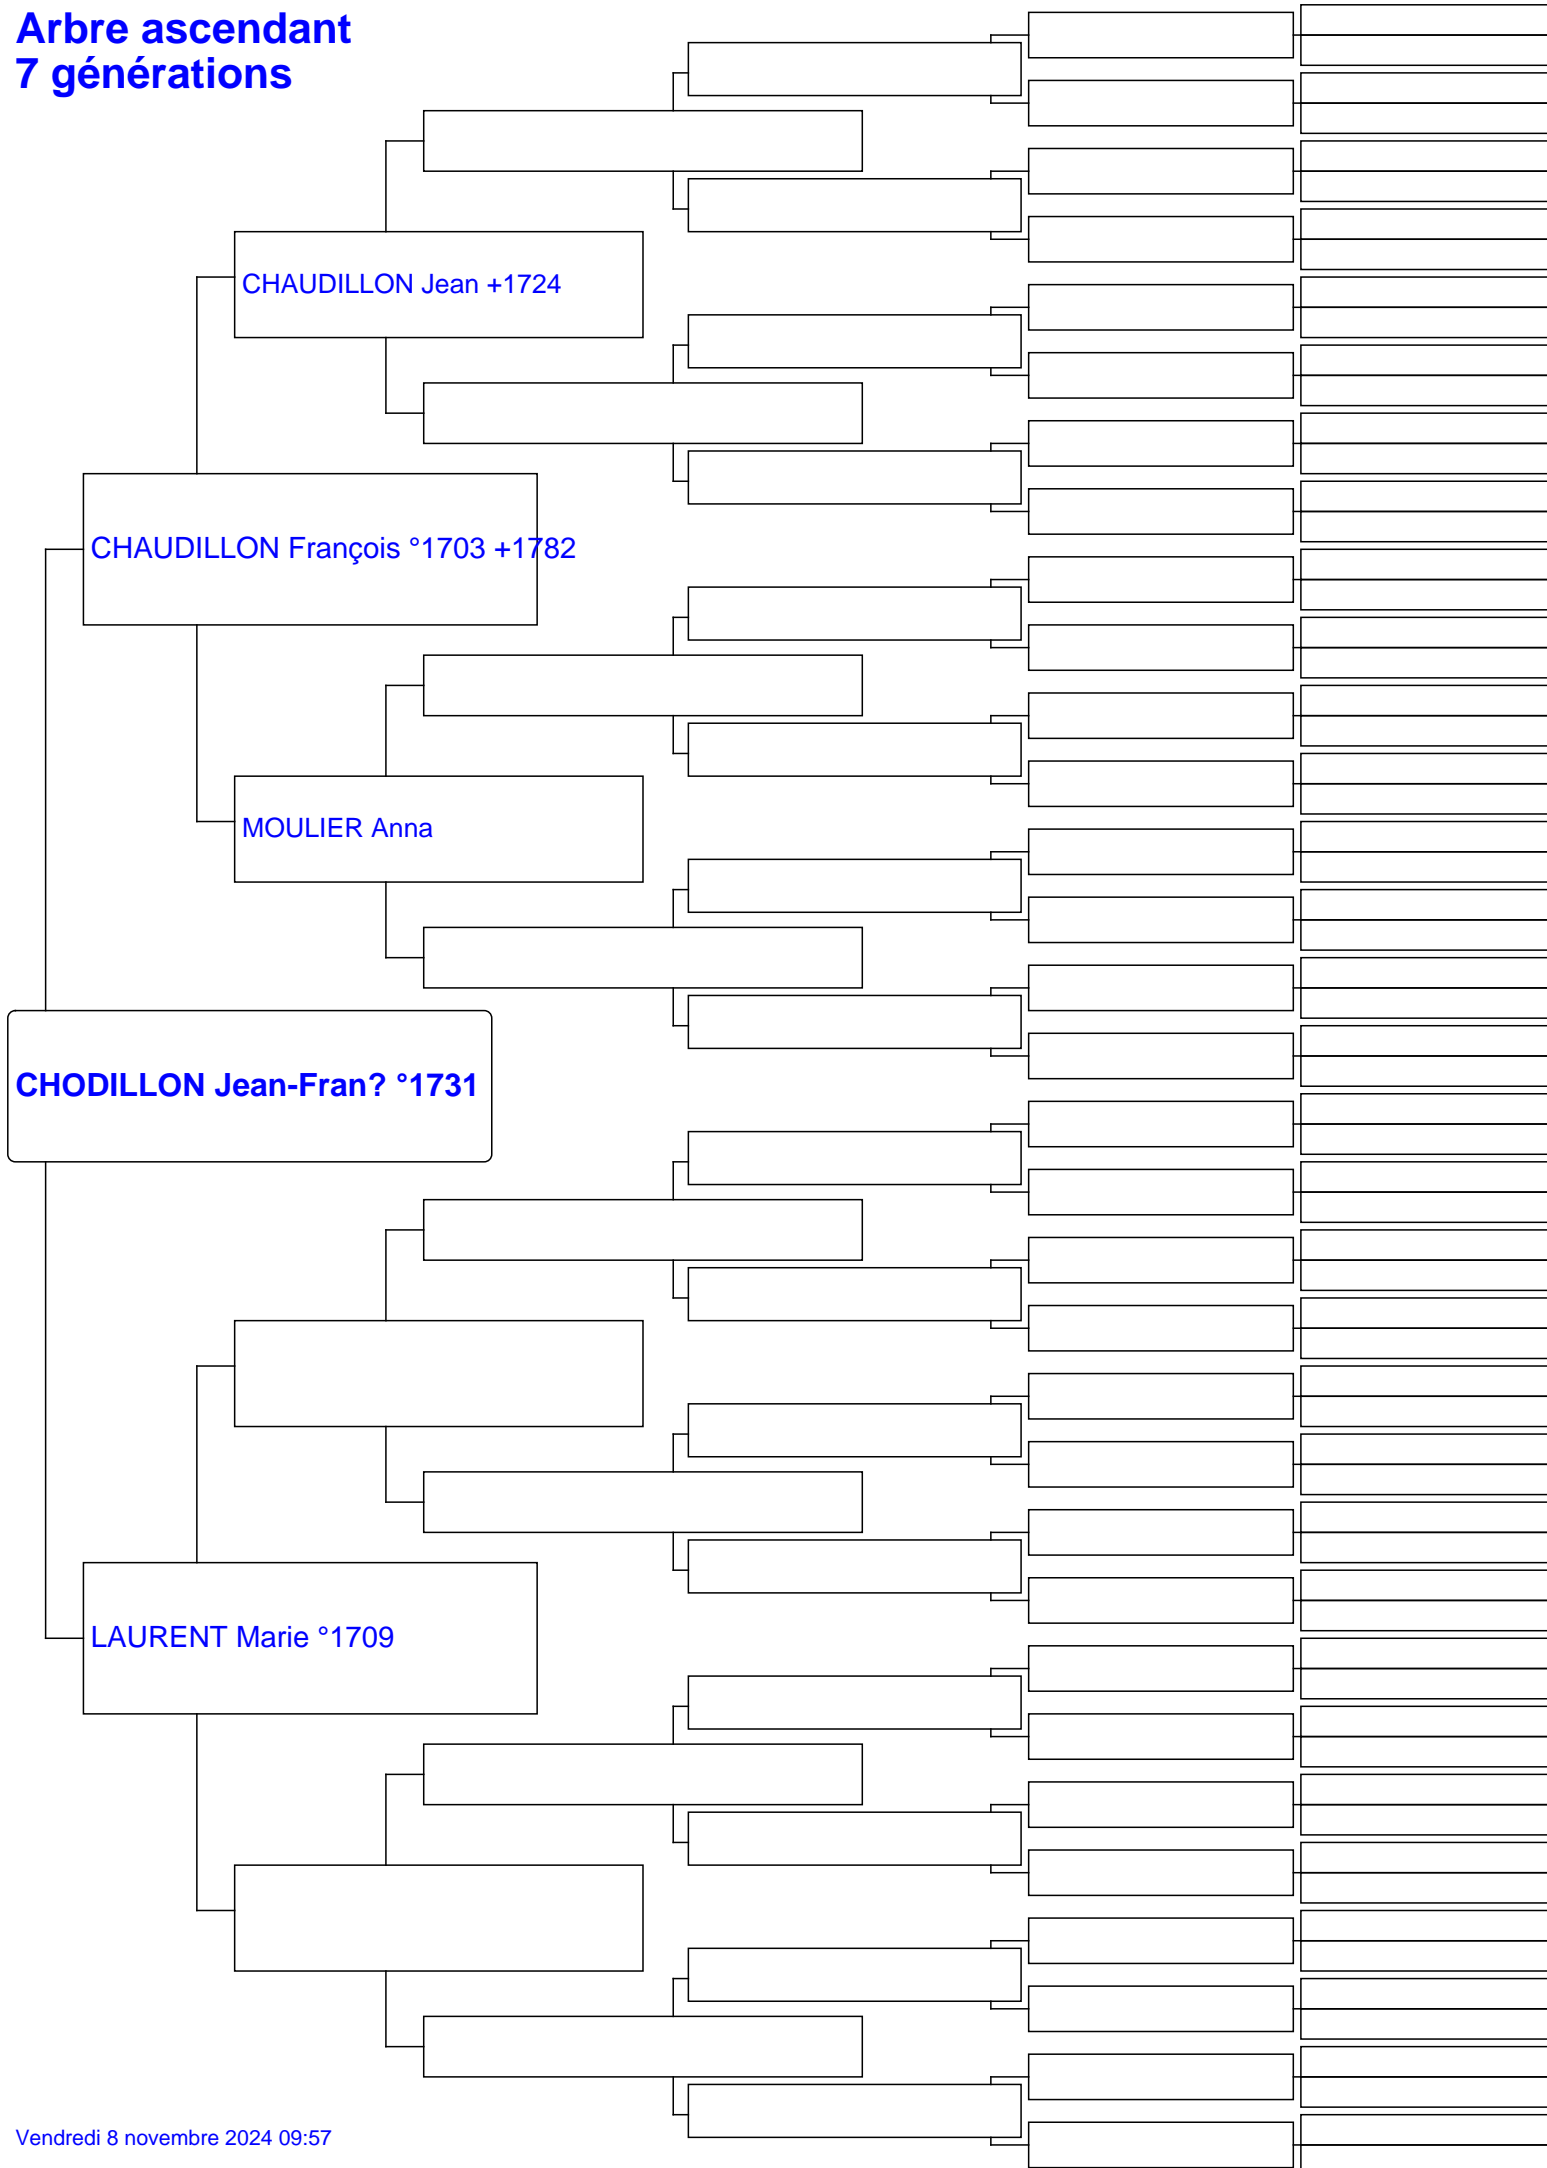 Arbre ascendant
7 générations
CHAUDILLON Jean +1724
CHAUDILLON François °1703 +1782
MOULIER Anna
CHODILLON Jean-Fran? °1731
LAURENT Marie °1709
Vendredi 8 novembre 2024 09:57